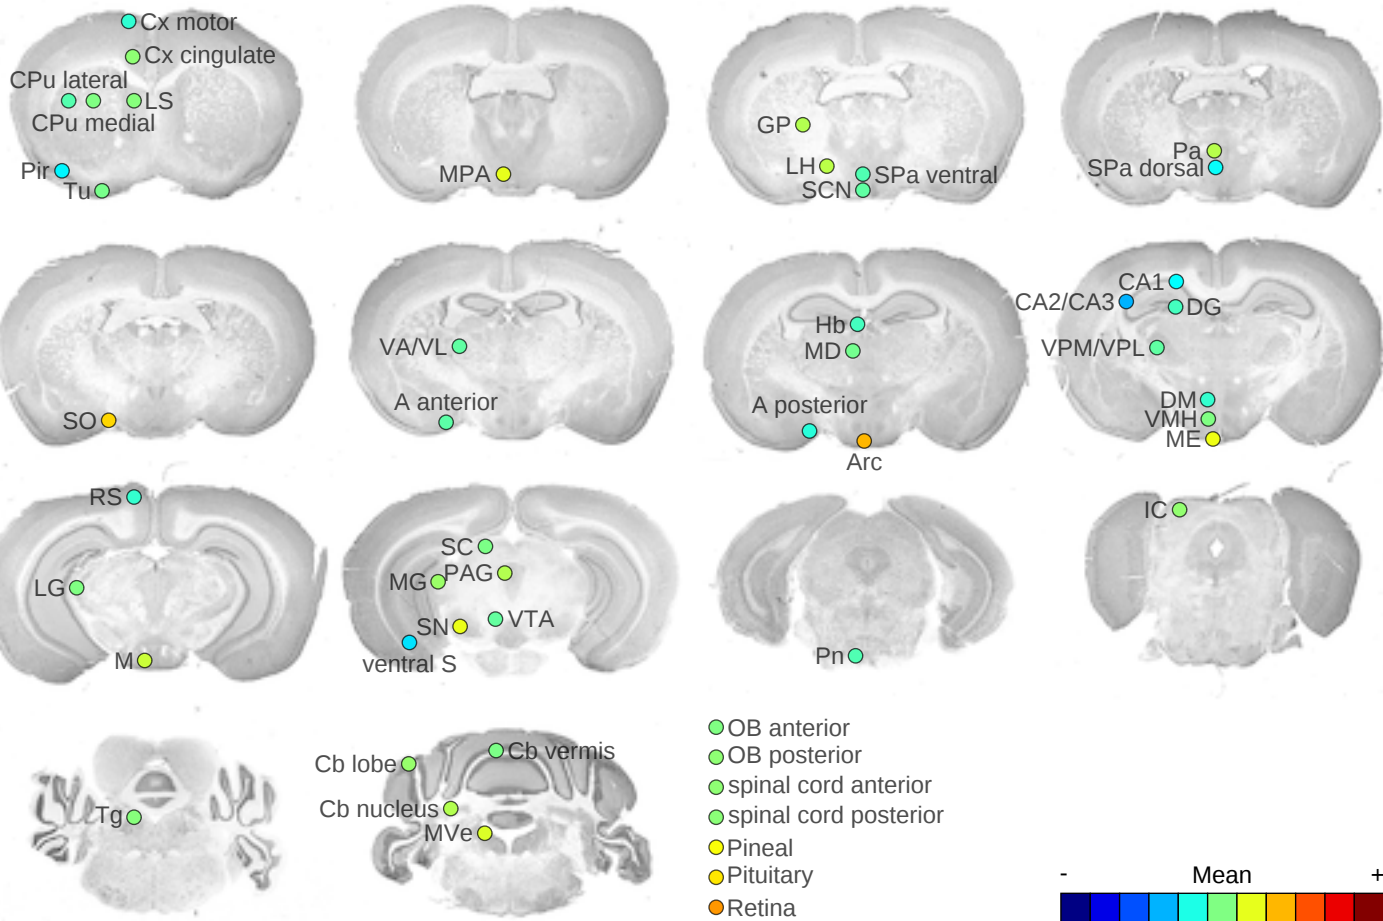 Cx motor
Cx cingulate
CPu lateral
LS
CPu medial
Pir
Tu
MPA
GP
LH
SPa ventral
SCN
Pa
SPa dorsal
SO
VA/VL
A anterior
Hb
MD
A posterior
Arc
CA1
CA2/CA3
DG
VPM/VPL
DM
VMH
ME
RS
LG
M
SC
MG
PAG
SN
VTA
ventral S
Pn
IC
Tg
Cb lobe
Cb vermis
Cb nucleus
MVe
OB anterior
OB posterior
spinal cord anterior
spinal cord posterior
Pineal
Pituitary
Retina
- Mean +